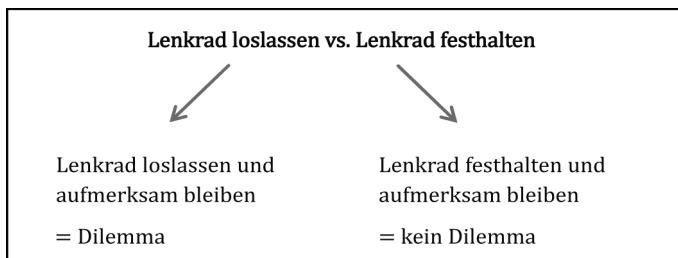 Lenkrad loslassen vs. Lenkrad festhalten
Lenkrad loslassen und
aufmerksam bleiben
= Dilemma
Lenkrad festhalten und
aufmerksam bleiben
= kein Dilemma